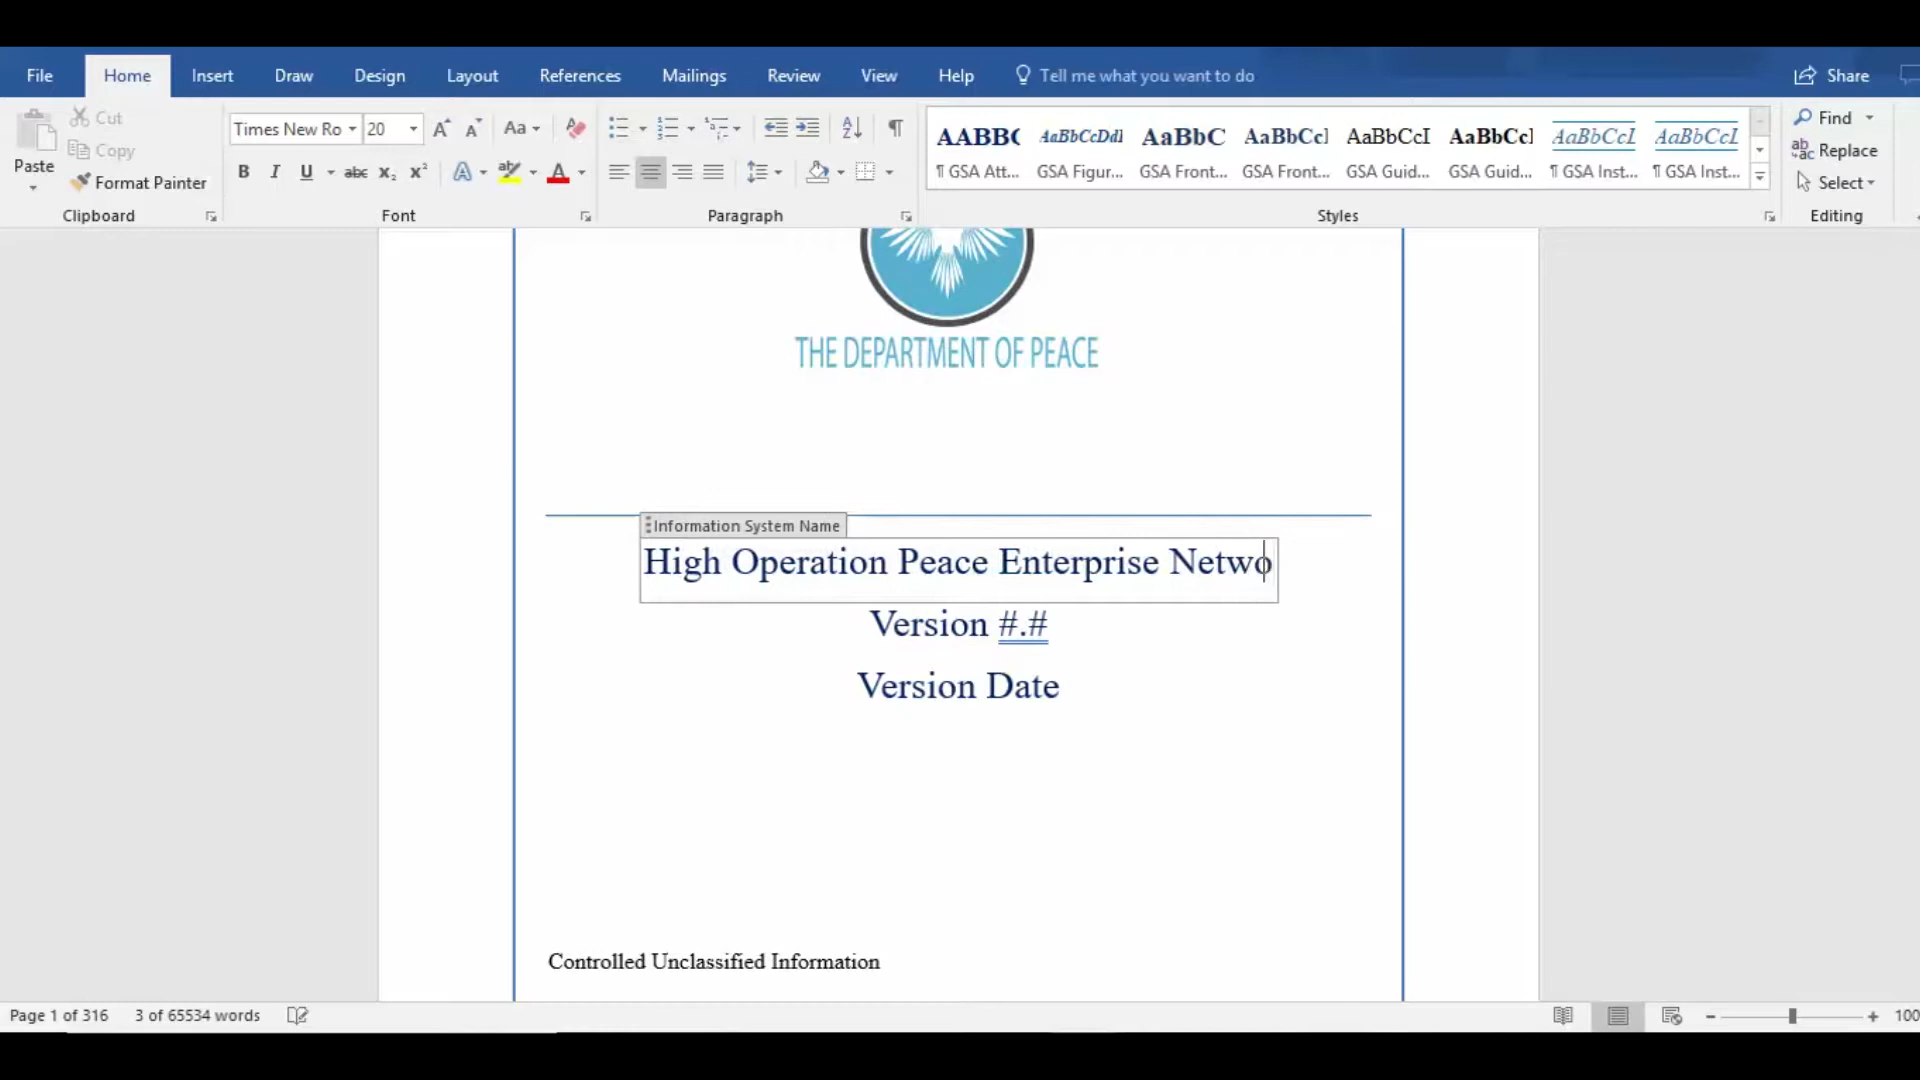 File Home Insert Draw Design Layout References Mailings Review View Help Tell me what you want to do Share
Paste Cut Copy Format Painter
Times New Ro 20 Aa
B I U abc X₂ X² A aby A
AABBC AaBbCcDdI AaBbC AaBbCcI AaBbCcI AaBbCcI AaBbCcL AaBbCcL
¶ GSA Att... GSA Figur... GSA Front... GSA Front... GSA Guid... GSA Guid... ¶ GSA Inst... ¶ GSA Inst...
Find
Replace
Select
Clipboard Font Paragraph Styles Editing
THE DEPARTMENT OF PEACE
Information System Name
High Operation Peace Enterprise Netwo
Version #.#
Version Date
Controlled Unclassified Information
Page 1 of 316 3 of 65534 words 100